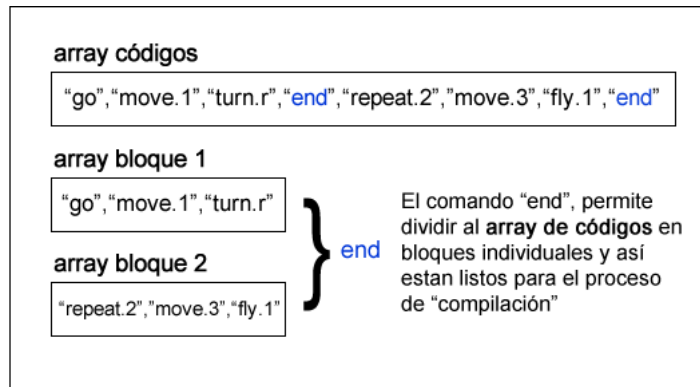 array códigos
“go”,“move.1”,“turn.r”,“end”,“repeat.2”,”move.3”,“fly.1”,“end”
array bloque 1
“go”,“move.1”,“turn.r”
array bloque 2
“repeat.2”,”move.3”,“fly.1”
} end
El comando “end”, permite
dividir al array de códigos en
bloques individuales y así
estan listos para el proceso
de “compilación”